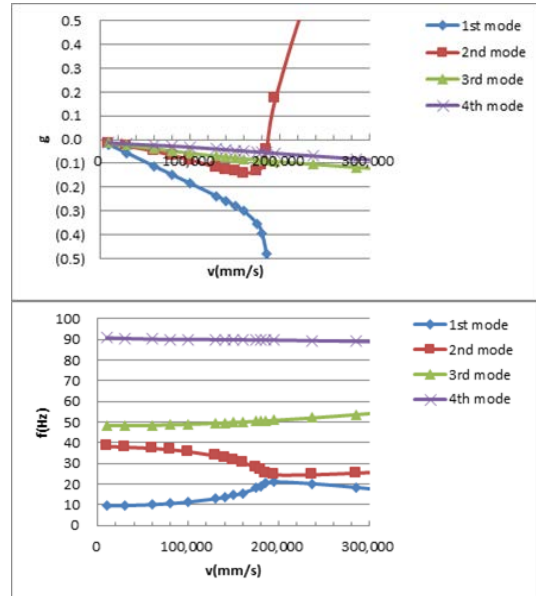 0.5
0.4
0.3
0.2
0.1
0.0
(0.1)
(0.2)
(0.3)
(0.4)
(0.5)
g
0
100,000
200,000
300,000
v(mm/s)
1st mode
2nd mode
3rd mode
4th mode
100
90
80
70
60
50
40
30
20
10
0
f(Hz)
0
100,000
200,000
300,000
v(mm/s)
1st mode
2nd mode
3rd mode
4th mode